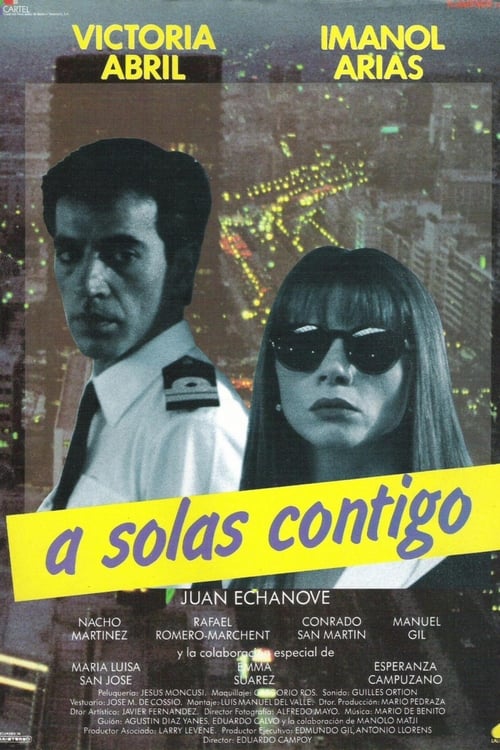 CARTEL
VICTORIA ABRIL
IMANOL ARIAS
a solas contigo
JUAN ECHANOVE
NACHO MARTINEZ
RAFAEL ROMERO-MARCHENT
CONRADO SAN MARTIN
MANUEL GIL
y la colaboración especial de
MARIA LUISA SAN JOSE
EMMA SUAREZ
ESPERANZA CAMPUZANO
Peluquería: JESUS MONCUSI. Maquillaje: GREGORIO ROS. Sonido: GUILLES ORTION
Vestuario: JOSE M. DE COSSIO. Montaje: LUIS MANUEL DEL VALLE. Dtor. Producción: MARIO PEDRAZA
Dtor Artístico: JAVIER FERNANDEZ. Dtor Fotografía: ALFREDO MAYO. Música: MARIO DE BENITO
Guión: AGUSTIN DIAZ YANES, EDUARDO CALVO y la colaboración de MANOLO MATJI
Productor Asociado: LARRY LEVENE. Productor Ejecutivo: EDMUNDO GIL, ANTONIO LLORENS
Director: EDUARDO CAMPOY